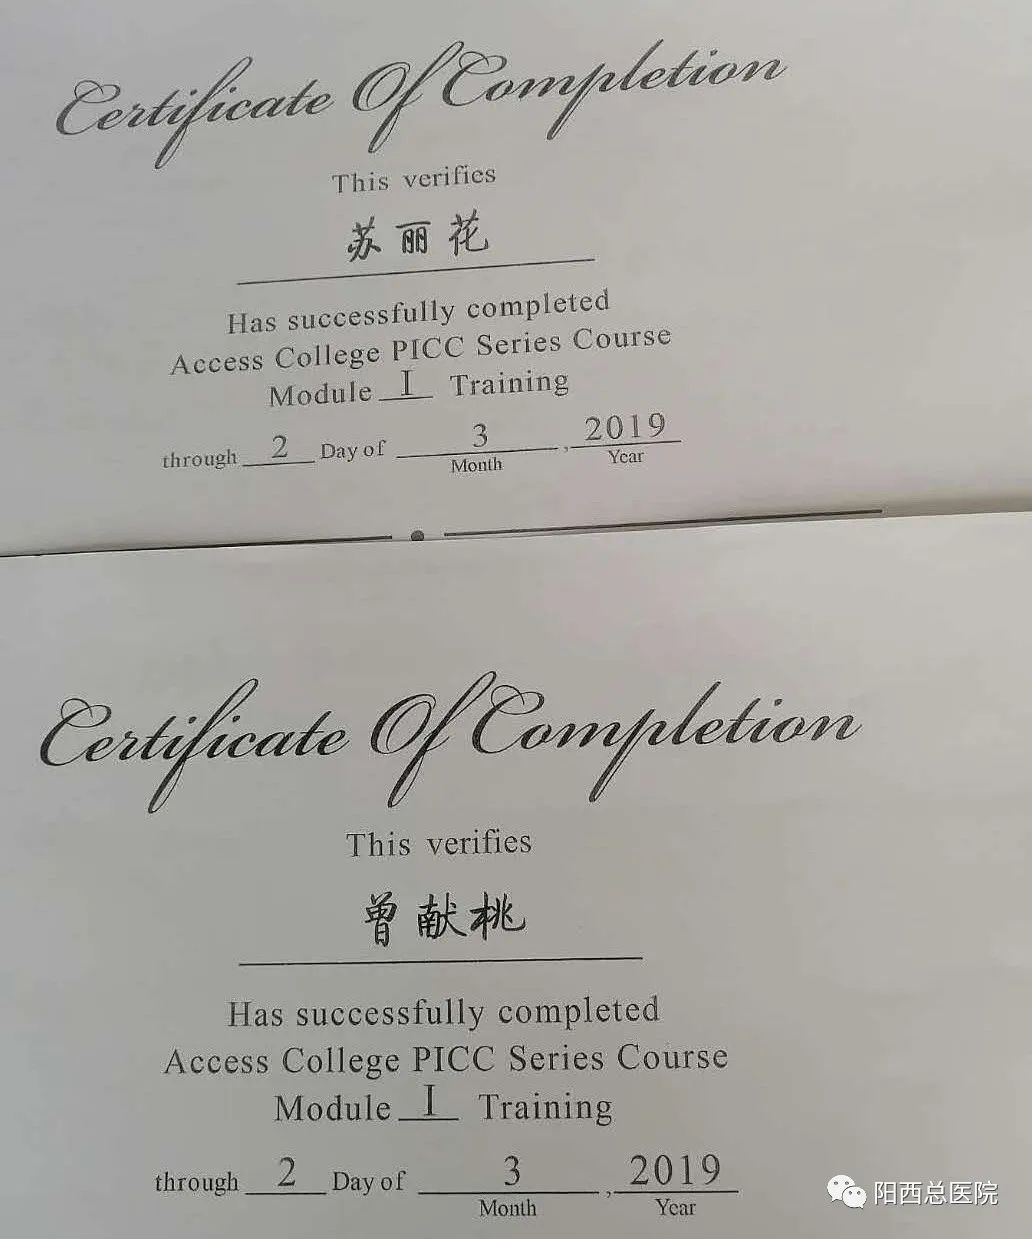 Certificate Of Completion
This verifies
苏丽花
Has successfully completed
Access College PICC Series Course
Module I Training
through 2 Day of 3 , 2019
Month Year
Certificate Of Completion
This verifies
曾献桃
Has successfully completed
Access College PICC Series Course
Module I Training
through 2 Day of 3 , 2019
Month Year
阳西总医院